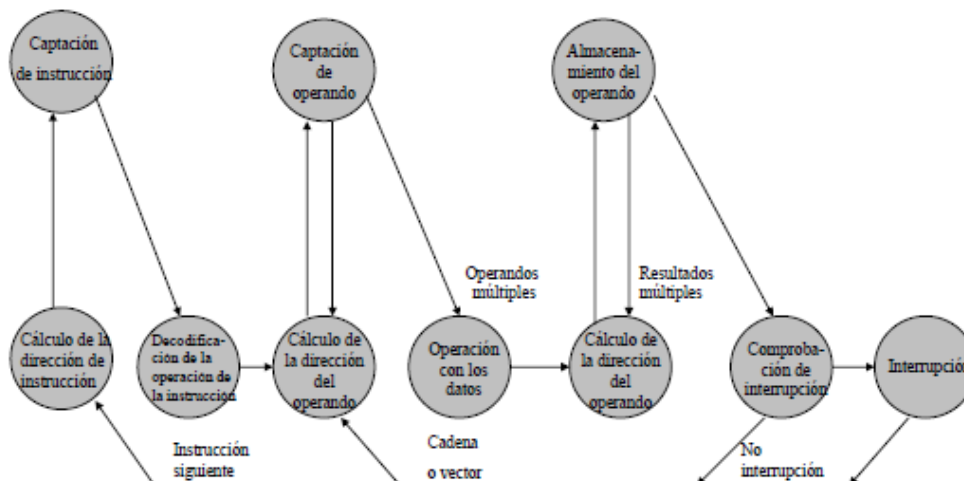 Captación
de instrucción
Captación
de
operando
Almacena-
miento del
operando
Operandos
múltiples
Resultados
múltiples
Cálculo de la
dirección de
instrucción
Decodific-
ación de la
operación de
la instrucción
Cálculo de
la dirección
del
operando
Operación
con los
datos
Cálculo de
la dirección
del
operando
Comproba-
ción de
interrupción
Interrupción
Instrucción
siguiente
Cadena
o vector
No
interrupción